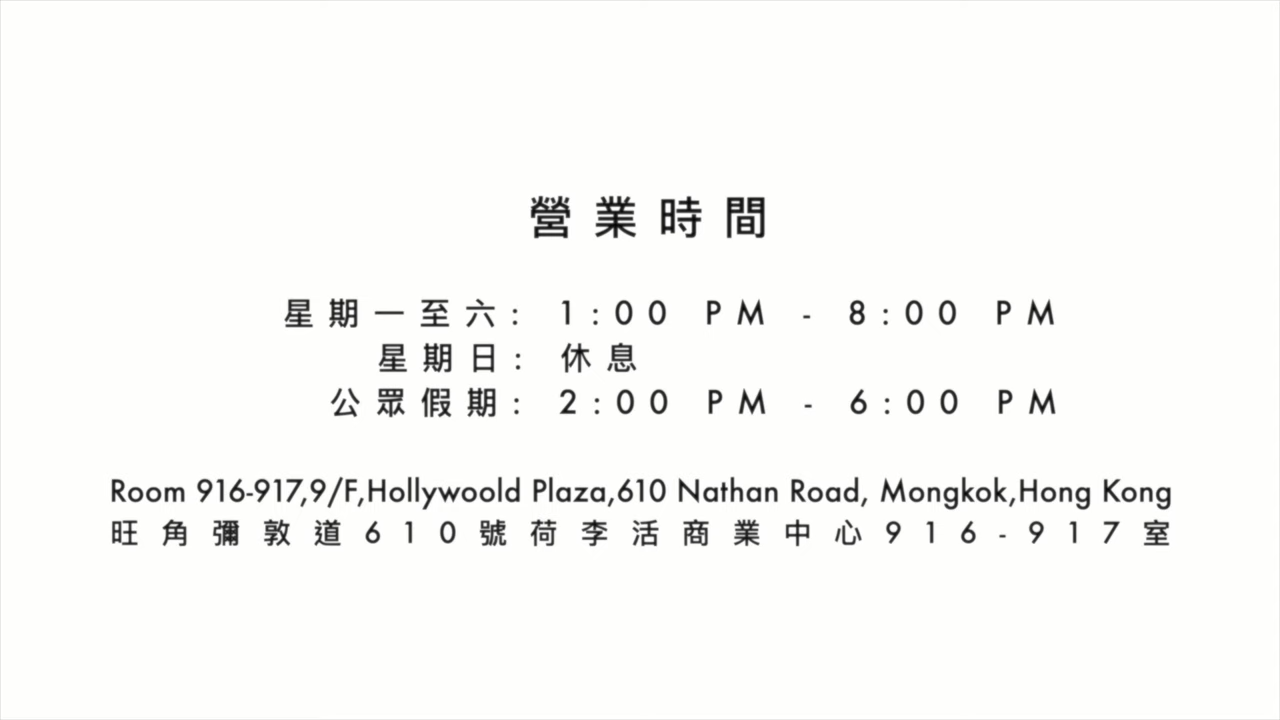 營業時間
星期一至六: 1:00 PM - 8:00 PM
星期日: 休息
公眾假期: 2:00 PM - 6:00 PM
Room 916-917,9/F,Hollywoold Plaza,610 Nathan Road, Mongkok,Hong Kong
旺角彌敦道610號荷李活商業中心916-917室